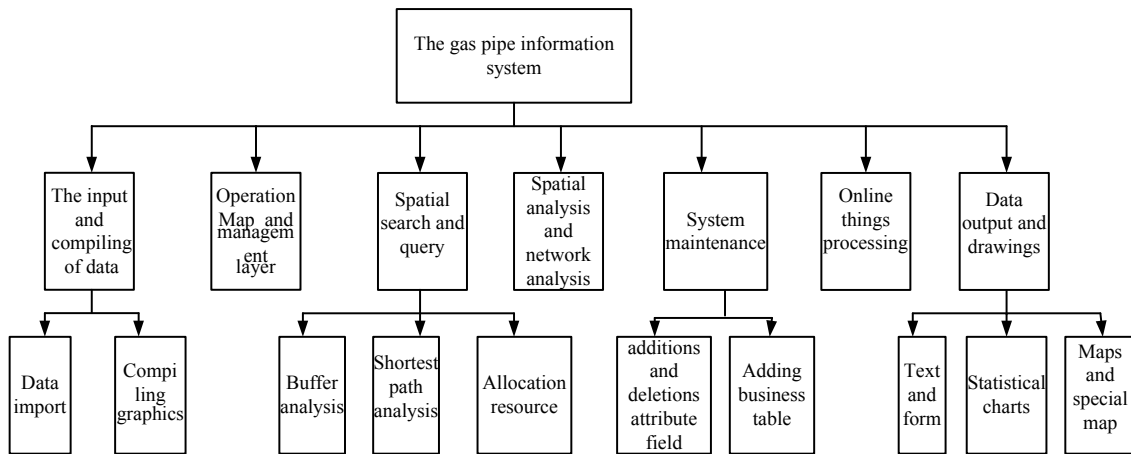 The gas pipe information
system
The input
and
compiling
of data
Operation
Map and
managem
ent
layer
Spatial
search and
query
Spatial
analysis
and
network
analysis
System
maintenance
Online
things
processing
Data
output and
drawings
Data
import
Compi
ling
graphics
Buffer
analysis
Shortest
path
analysis
Allocation
resource
additions
and
deletions
attribute
field
Adding
business
table
Text
and
form
Statistical
charts
Maps and
special
map